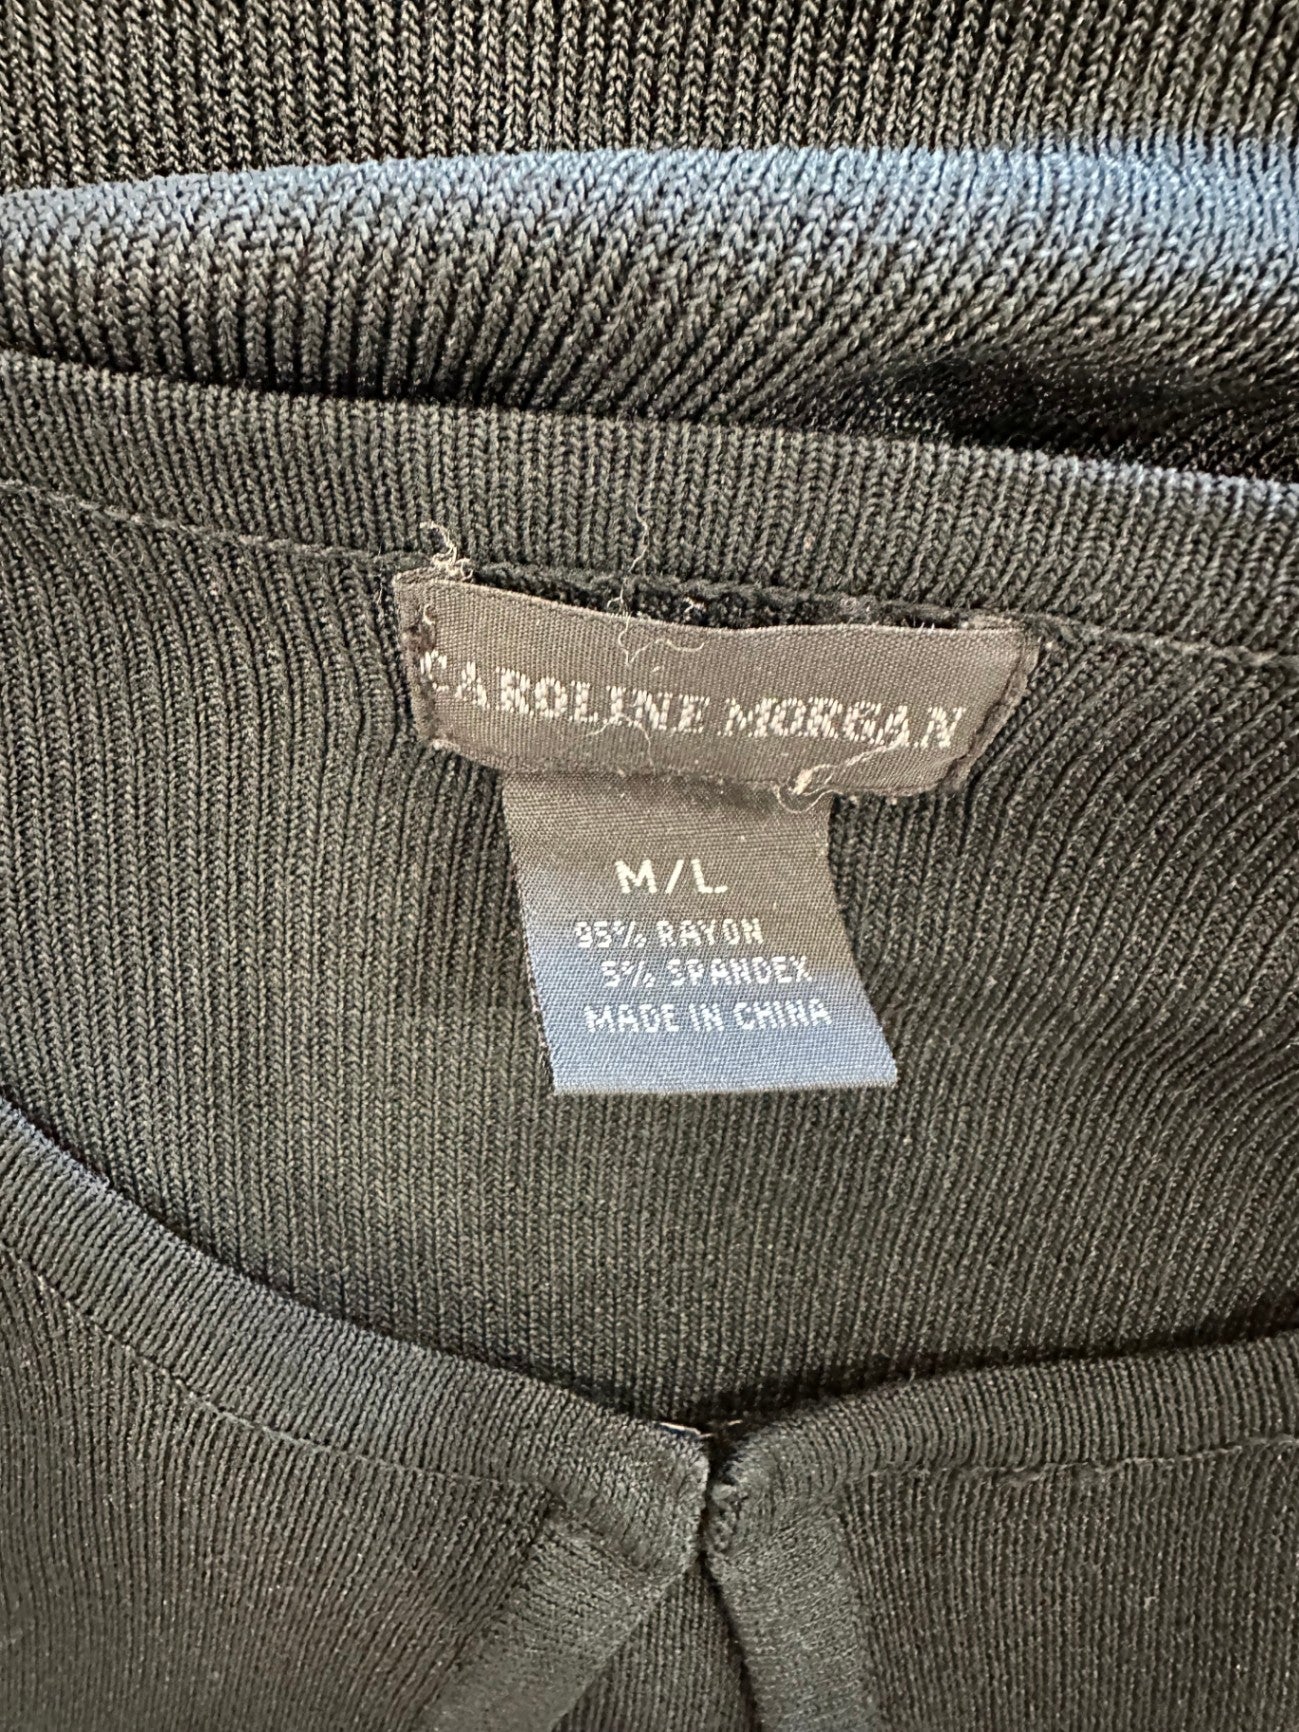 CAROLINE MORGAN
M/L
95% RAYON
5% SPANDEX
MADE IN CHINA